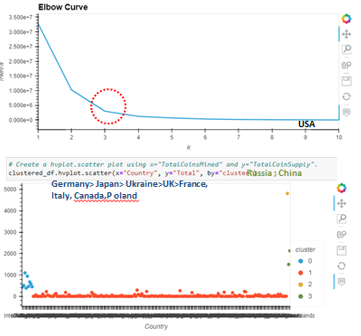 Elbow Curve
3.500e+7
3.000e+7
2.500e+7
2.000e+7
1.500e+7
1.000e+7
5.000e+6
0.000e+0
USA
1 2 3 4 5 6 7 8 9 10
k
# Create a hvplot.scatter plot using x="TotalCoinsMined" and y="TotalCoinSupply".
clustered_df.hvplot.scatter(x="Country", y="Total", by="cluster
Russia ; China
Germany> Japan> Ukraine>UK>France,
Italy, Canada,P oland
5000
4000
3000
2000
1000
0
cluster
0
1
2
3
Country